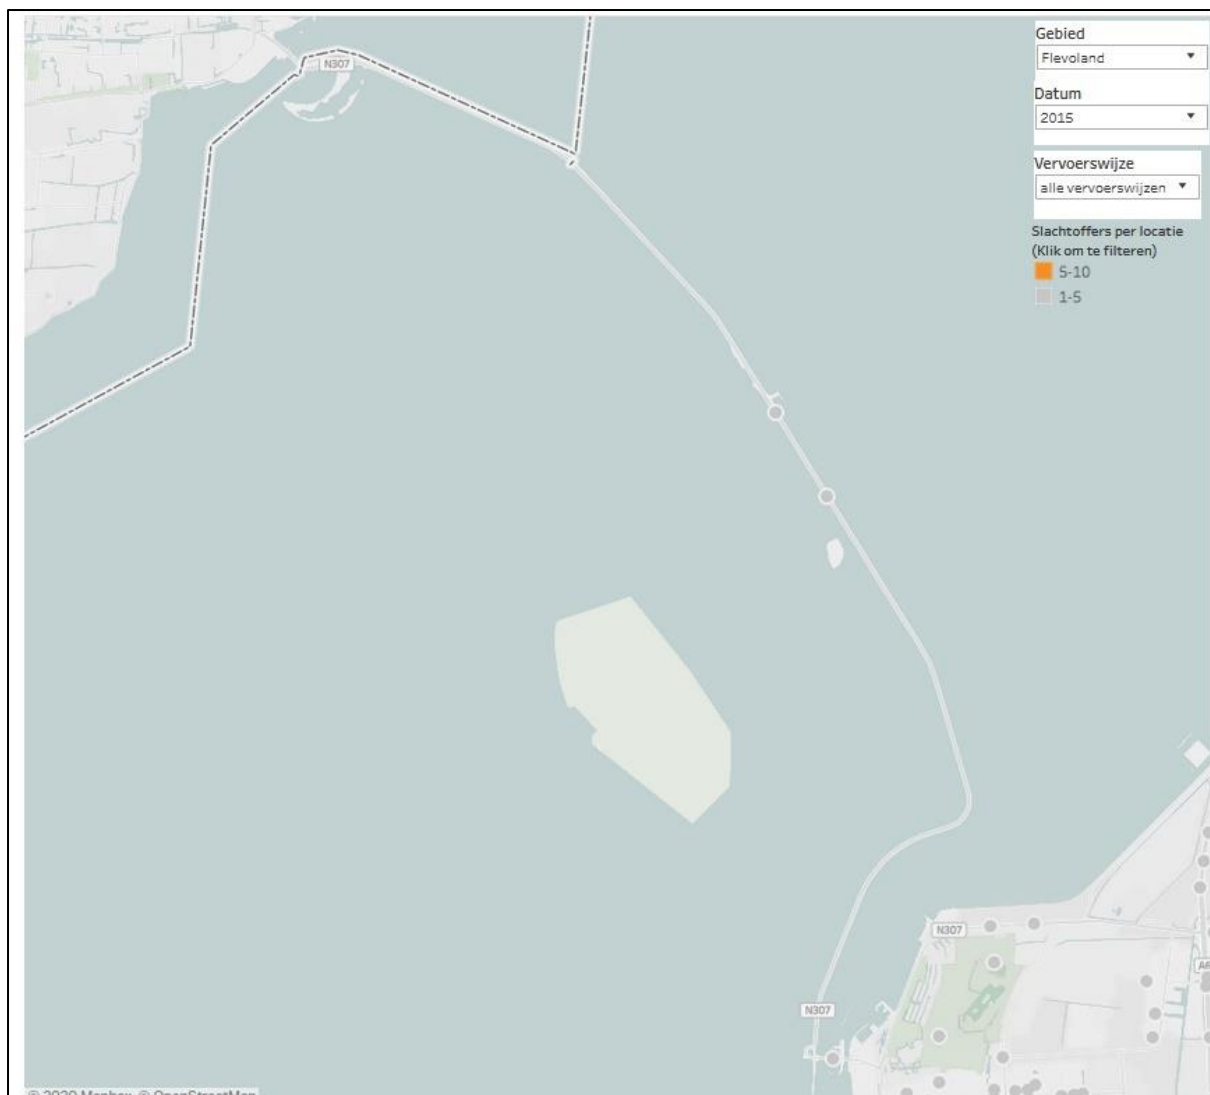 N307
Gebied
Flevoland
Datum
2015
Vervoerswijze
alle vervoerswijzen
Slachtoffers per locatie
(Klik om te filteren)
5-10
1-5
N307
N307
© 2020 Mapbox © OpenStreetMap